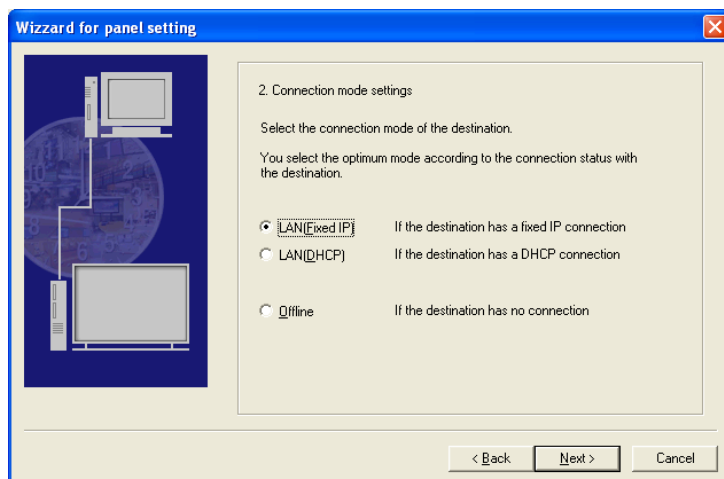 Wizzard for panel setting
2. Connection mode settings
Select the connection mode of the destination.
You select the optimum mode according to the connection status with
the destination.
LAN(Fixed IP) If the destination has a fixed IP connection
LAN(DHCP) If the destination has a DHCP connection
Offline If the destination has no connection
< Back Next > Cancel